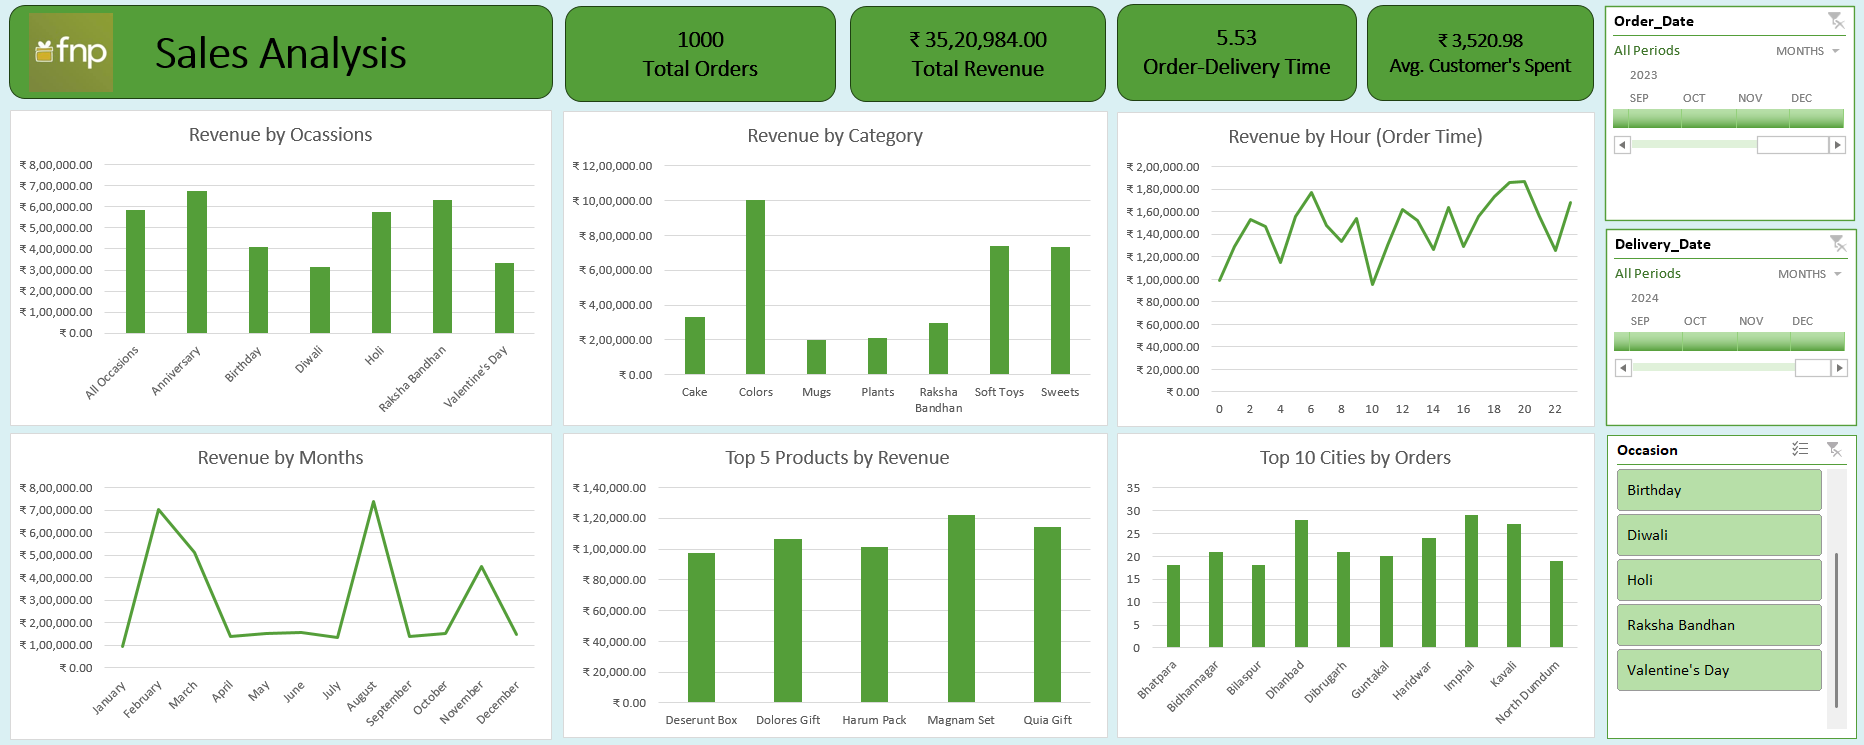 fnp
Sales Analysis
1000
Total Orders
₹ 35,20,984.00
Total Revenue
5.53
Order-Delivery Time
₹ 3,520.98
Avg. Customer's Spent
Order_Date
All Periods
MONTHS
2023
SEP OCT NOV DEC
Revenue by Ocassions
₹ 8,00,000.00
₹ 7,00,000.00
₹ 6,00,000.00
₹ 5,00,000.00
₹ 4,00,000.00
₹ 3,00,000.00
₹ 2,00,000.00
₹ 1,00,000.00
₹ 0.00
All Occasions Anniversary Birthday Diwali Holi Raksha Bandhan Valentine's Day
Revenue by Category
₹ 12,00,000.00
₹ 10,00,000.00
₹ 8,00,000.00
₹ 6,00,000.00
₹ 4,00,000.00
₹ 2,00,000.00
₹ 0.00
Cake Colors Mugs Plants Raksha Bandhan Soft Toys Sweets
Revenue by Hour (Order Time)
₹ 2,00,000.00
₹ 1,80,000.00
₹ 1,60,000.00
₹ 1,40,000.00
₹ 1,20,000.00
₹ 1,00,000.00
₹ 80,000.00
₹ 60,000.00
₹ 40,000.00
₹ 20,000.00
₹ 0.00
0 2 4 6 8 10 12 14 16 18 20 22
Delivery_Date
All Periods
MONTHS
2024
SEP OCT NOV DEC
Revenue by Months
₹ 8,00,000.00
₹ 7,00,000.00
₹ 6,00,000.00
₹ 5,00,000.00
₹ 4,00,000.00
₹ 3,00,000.00
₹ 2,00,000.00
₹ 1,00,000.00
₹ 0.00
January February March April May June July August September October November December
Top 5 Products by Revenue
₹ 1,40,000.00
₹ 1,20,000.00
₹ 1,00,000.00
₹ 80,000.00
₹ 60,000.00
₹ 40,000.00
₹ 20,000.00
₹ 0.00
Deserunt Box Dolores Gift Harum Pack Magnam Set Quia Gift
Top 10 Cities by Orders
35
30
25
20
15
10
5
0
Bhatpara Bidhannagar Bilaspur Dhanbad Dibrugarh Guntakal Haridwar Imphal Kavali North Dumdum
Occasion
Birthday
Diwali
Holi
Raksha Bandhan
Valentine's Day